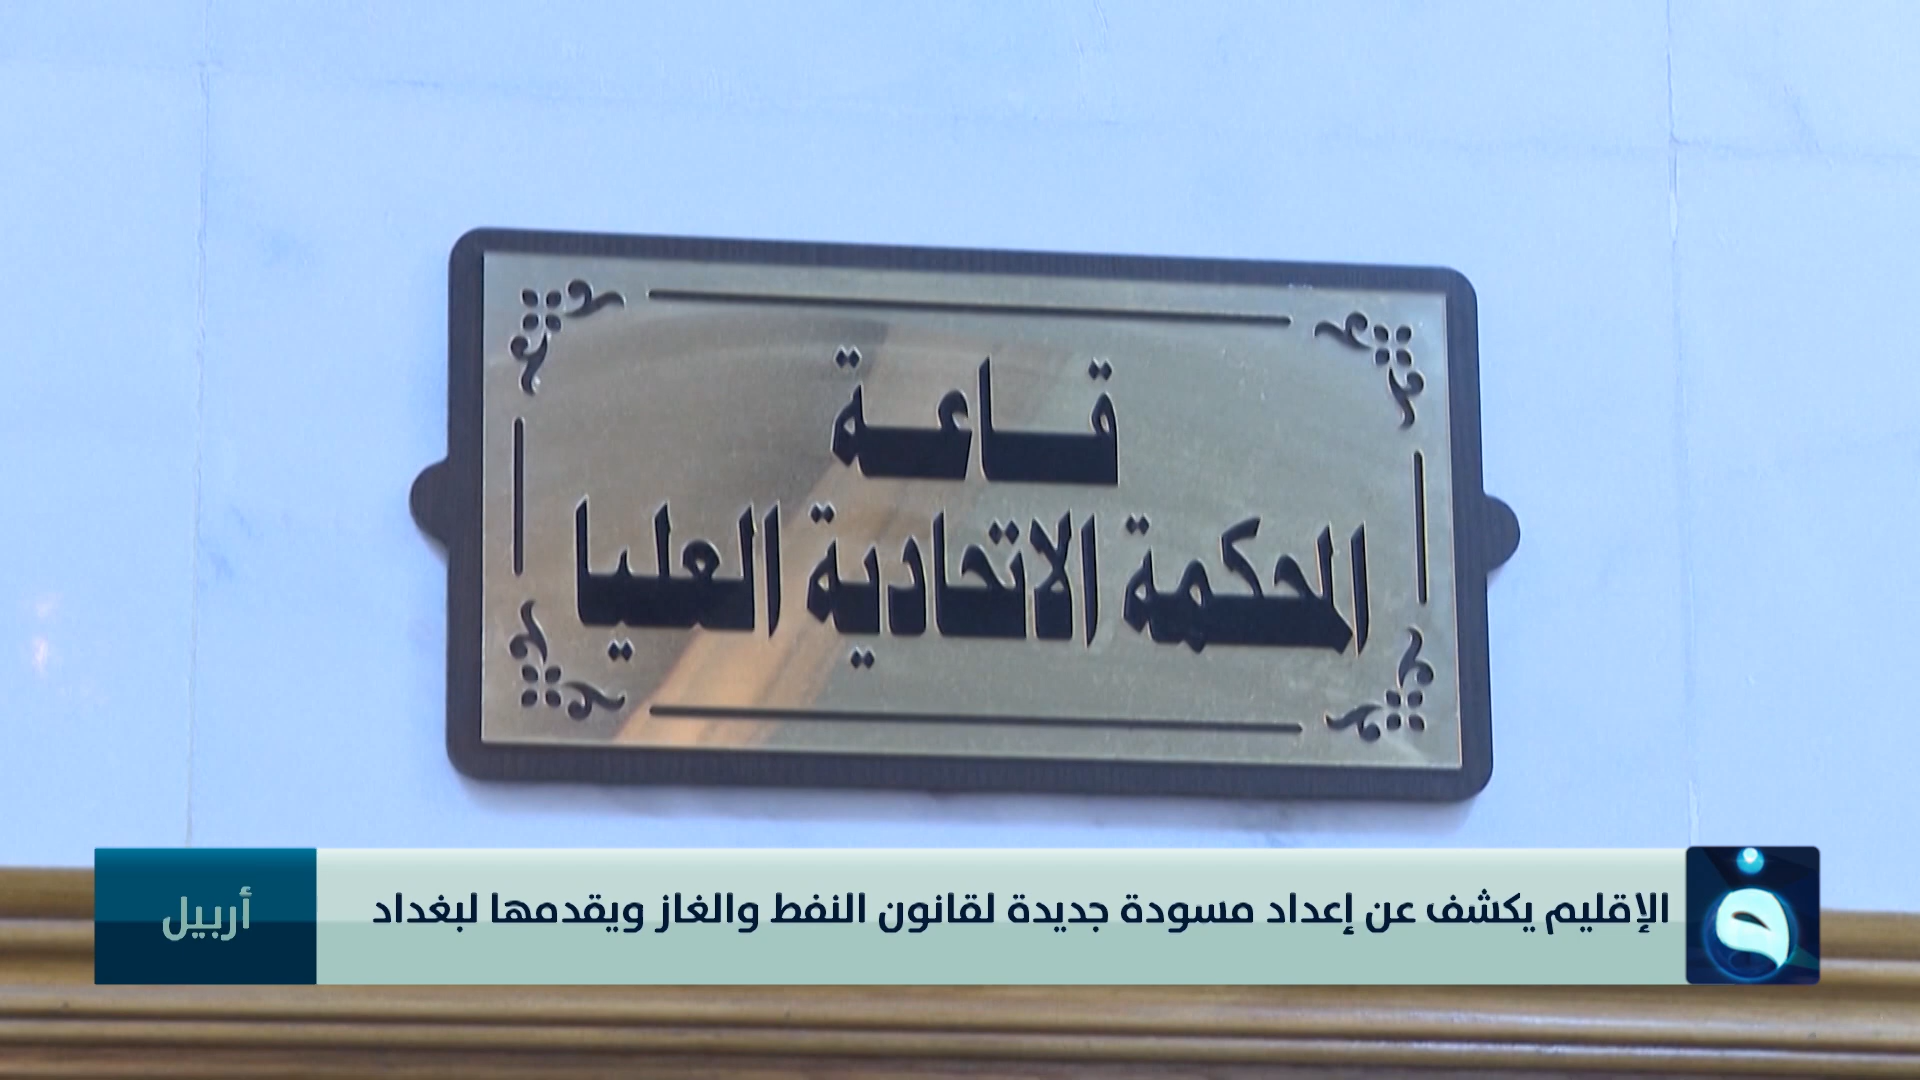 قاعة
المحكمة الاتحادية العليا
الإقليم يكشف عن إعداد مسودة جديدة لقانون النفط والغاز ويقدمها لبغداد
أربيل